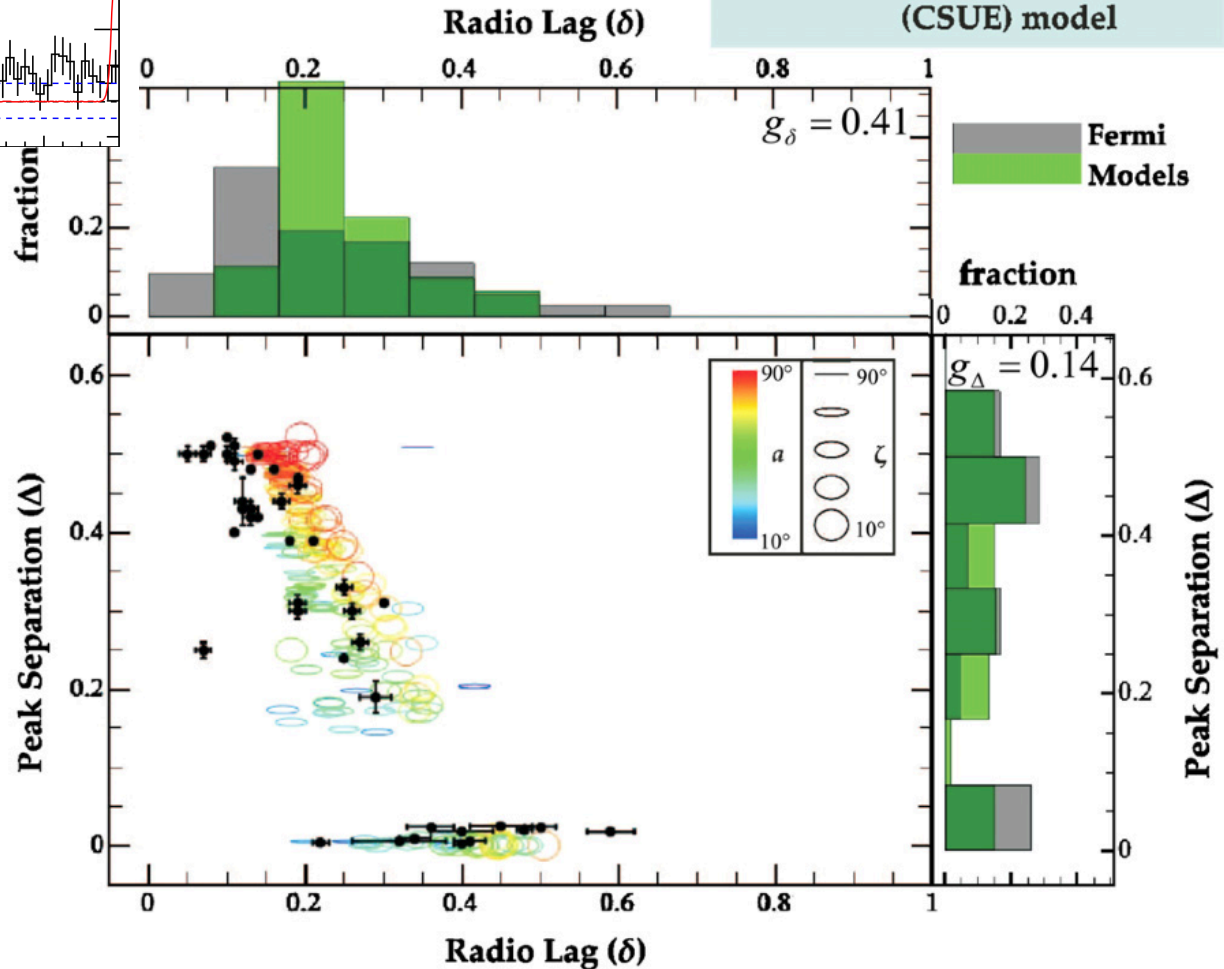 Radio Lag (δ)
(CSUE) model
0 0.2 0.4 0.6 0.8 1
g_δ = 0.41
Fermi
Models
fraction
0.2
0
fraction
0 0.2 0.4
g_Δ = 0.14
0.6
0.4
0.2
0
Peak Separation (Δ)
90°
a
10°
90°
ζ
10°
0.6
0.4
0.2
0
Peak Separation (Δ)
0 0.2 0.4 0.6 0.8 1
Radio Lag (δ)